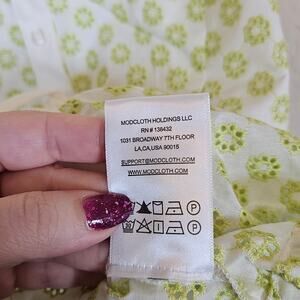 MODCLOTH HOLDINGS LLC
RN # 138432
1031 BROADWAY 7TH FLOOR
LA,CA,USA 90015
SUPPORT@MODCLOTH.COM
WWW.MODCLOTH.COM